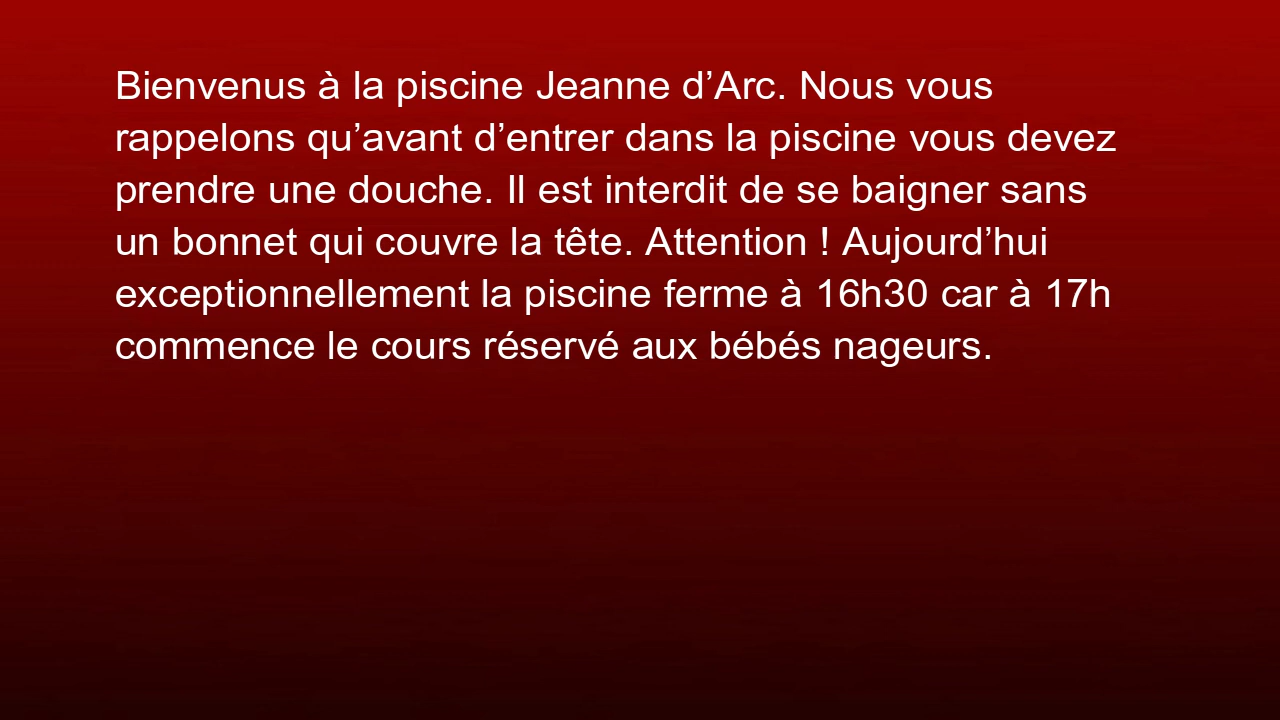 Bienvenus à la piscine Jeanne d’Arc. Nous vous
rappelons qu’avant d’entrer dans la piscine vous devez
prendre une douche. Il est interdit de se baigner sans
un bonnet qui couvre la tête. Attention ! Aujourd’hui
exceptionnellement la piscine ferme à 16h30 car à 17h
commence le cours réservé aux bébés nageurs.